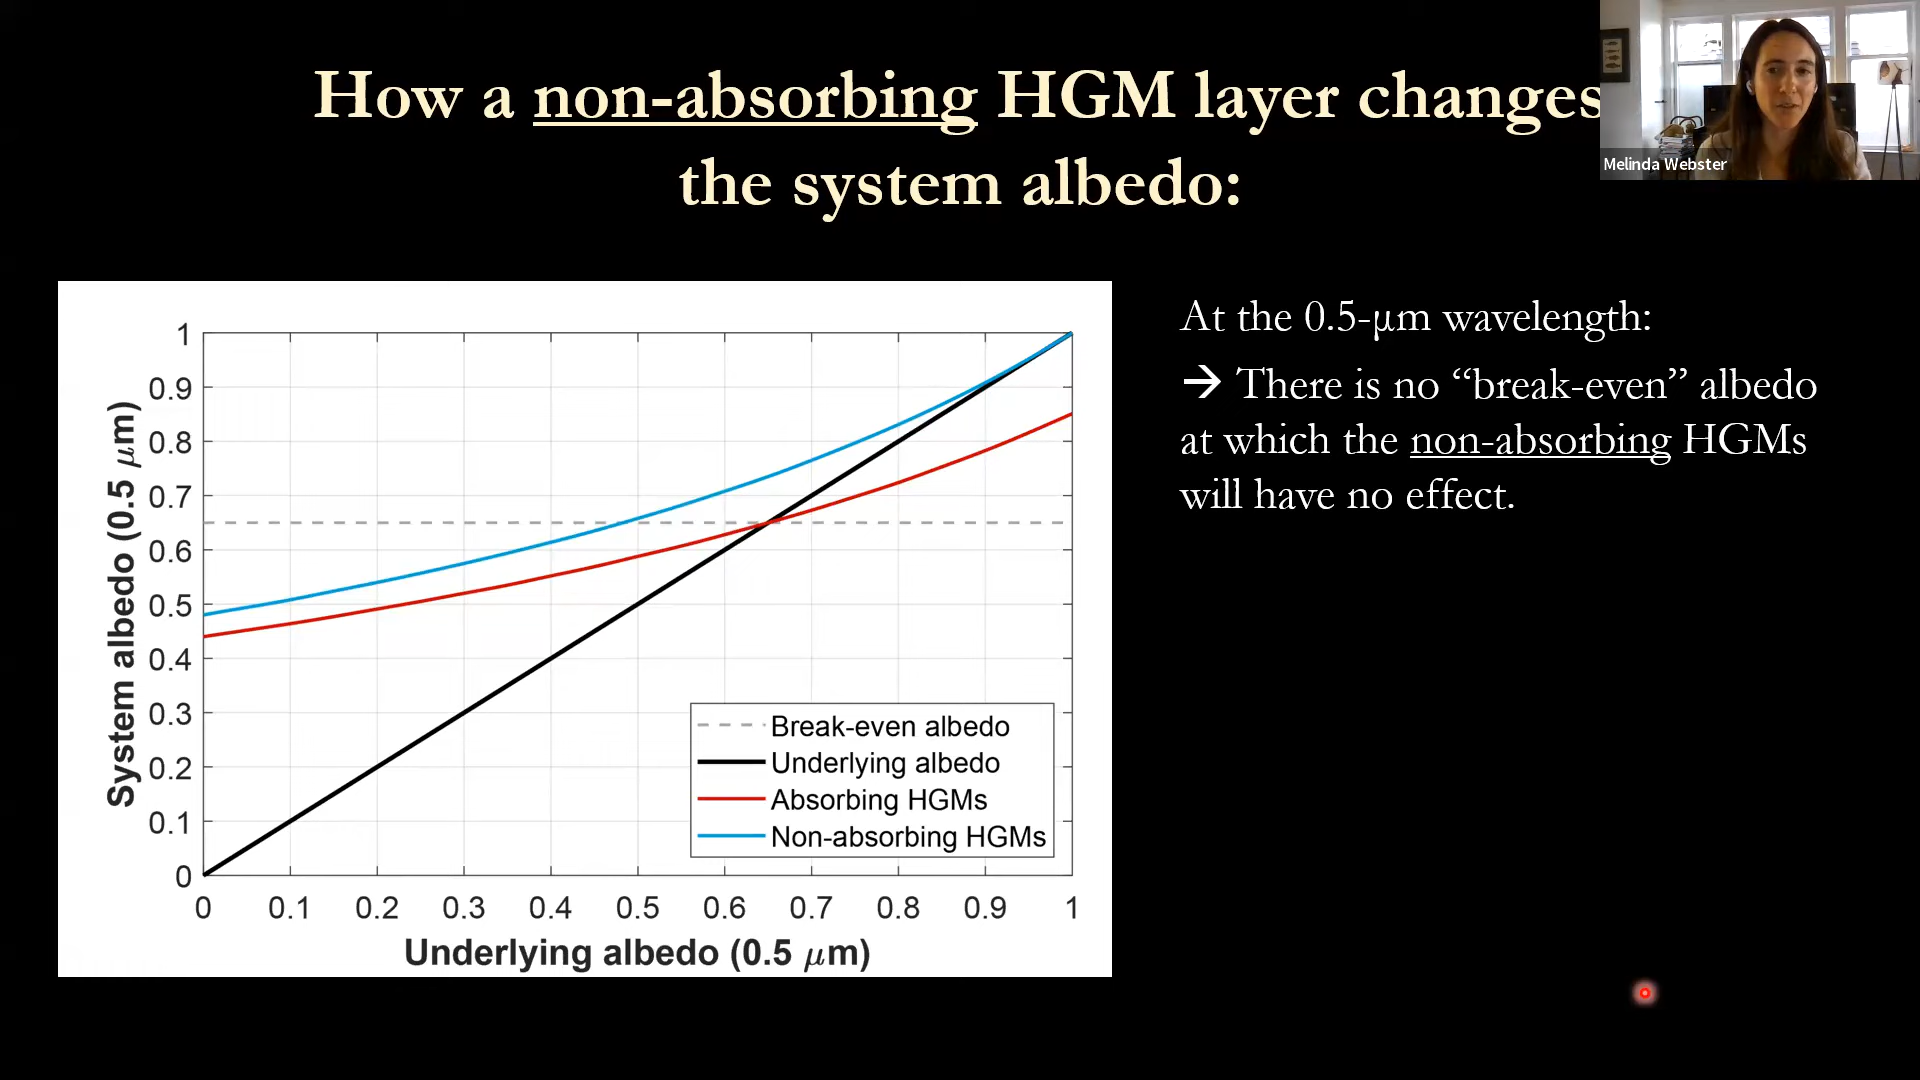 How a non-absorbing HGM layer changes
the system albedo:
Melinda Webster
At the 0.5-μm wavelength:
→ There is no “break-even” albedo
at which the non-absorbing HGMs
will have no effect.
System albedo (0.5 μm)
1
0.9
0.8
0.7
0.6
0.5
0.4
0.3
0.2
0.1
0
Break-even albedo
Underlying albedo
Absorbing HGMs
Non-absorbing HGMs
0 0.1 0.2 0.3 0.4 0.5 0.6 0.7 0.8 0.9 1
Underlying albedo (0.5 μm)